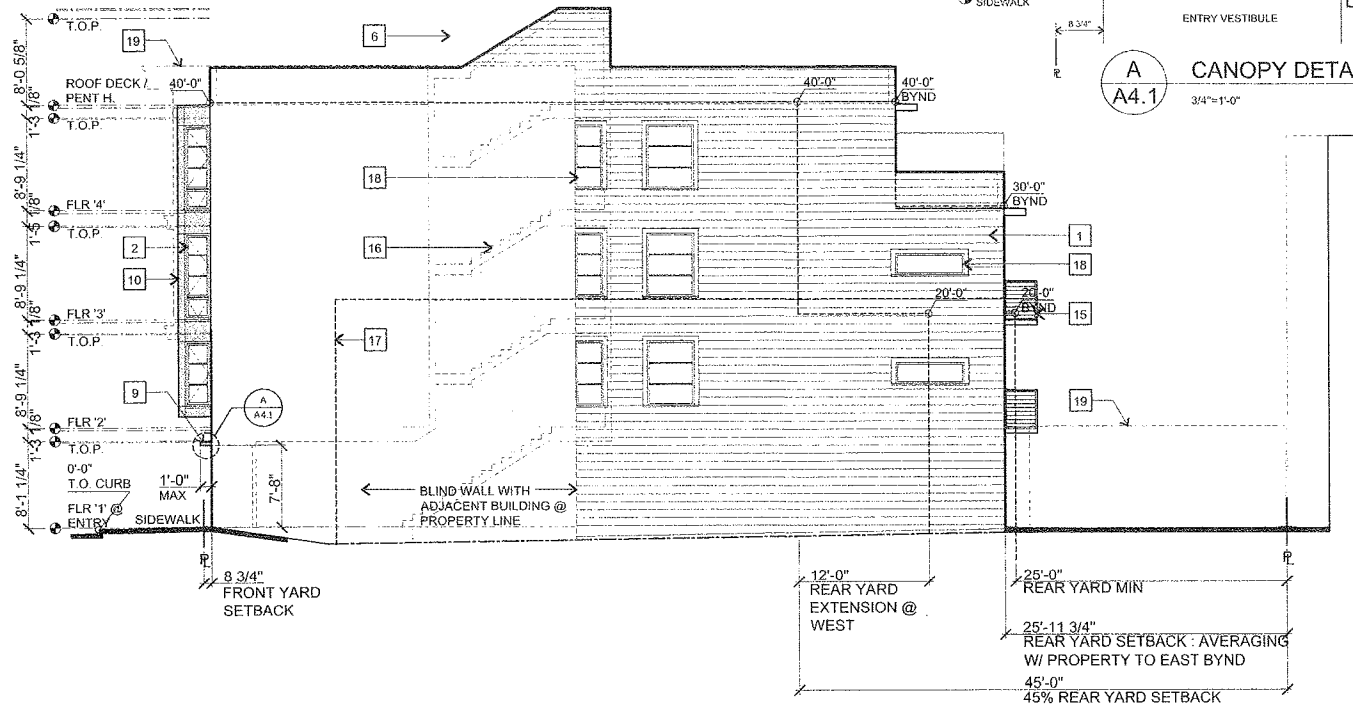 SIDEWALK
8 3/4"
ENTRY VESTIBULE
A
A4.1
CANOPY DETA
3/4"=1'-0"
T.O.P.
8'-0 5/8"
19
6
ROOF DECK /
PENT H.
40'-0"
40'-0"
40'-0"
BYND
1'-3 1/8"
T.O.P.
8'-9 1/4"
18
FLR '4'
1'-5 1/8"
T.O.P.
30'-0"
BYND
2
16
1
18
10
8'-9 1/4"
20'-0"
20'-0"
BYND
15
FLR '3'
1'-3 1/8"
T.O.P.
17
8'-9 1/4"
9
A
A4.1
19
FLR '2'
1'-3 1/8"
T.O.P.
0'-0"
T.O. CURB
1'-0"
MAX
7'-8"
8'-1 1/4"
FLR '1' @
ENTRY
SIDEWALK
BLIND WALL WITH
ADJACENT BUILDING @
PROPERTY LINE
8 3/4"
FRONT YARD
SETBACK
12'-0"
REAR YARD
EXTENSION @
WEST
25'-0"
REAR YARD MIN
25'-11 3/4"
REAR YARD SETBACK : AVERAGING
W/ PROPERTY TO EAST BYND
45'-0"
45% REAR YARD SETBACK